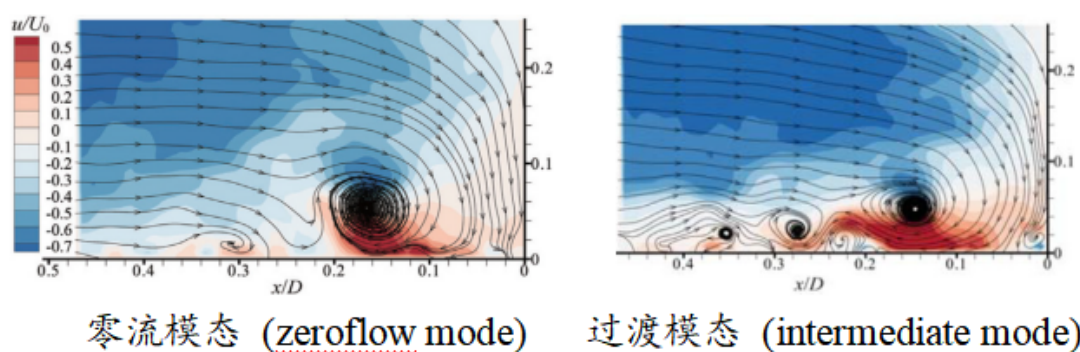 u/U₀
0.5
0.4
0.3
0.2
0.1
0
-0.1
-0.2
-0.3
-0.4
-0.5
-0.6
-0.7
0.2
0.1
0
0.5 0.4 0.3 0.2 0.1 0
x/D
零流模态 (zeroflow mode)
0.2
0.1
0
0.4 0.3 0.2 0.1 0
x/D
过渡模态 (intermediate mode)